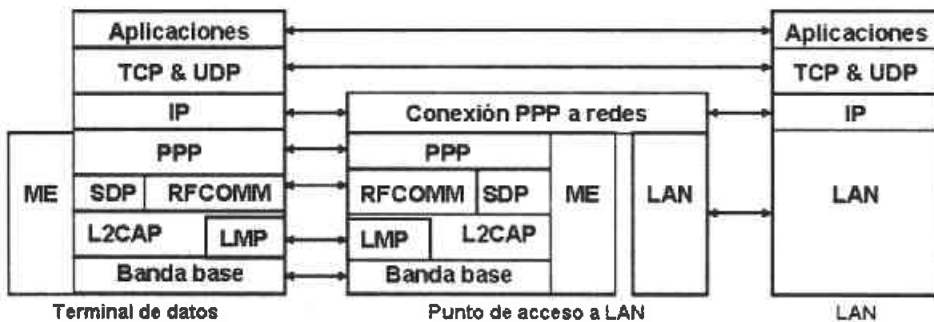 Aplicaciones
Aplicaciones
TCP & UDP
TCP & UDP
IP
Conexión PPP a redes
IP
ME
PPP
PPP
ME
LAN
LAN
SDP
RFCOMM
RFCOMM
SDP
L2CAP
LMP
LMP
L2CAP
Banda base
Banda base
Terminal de datos
Punto de acceso a LAN
LAN